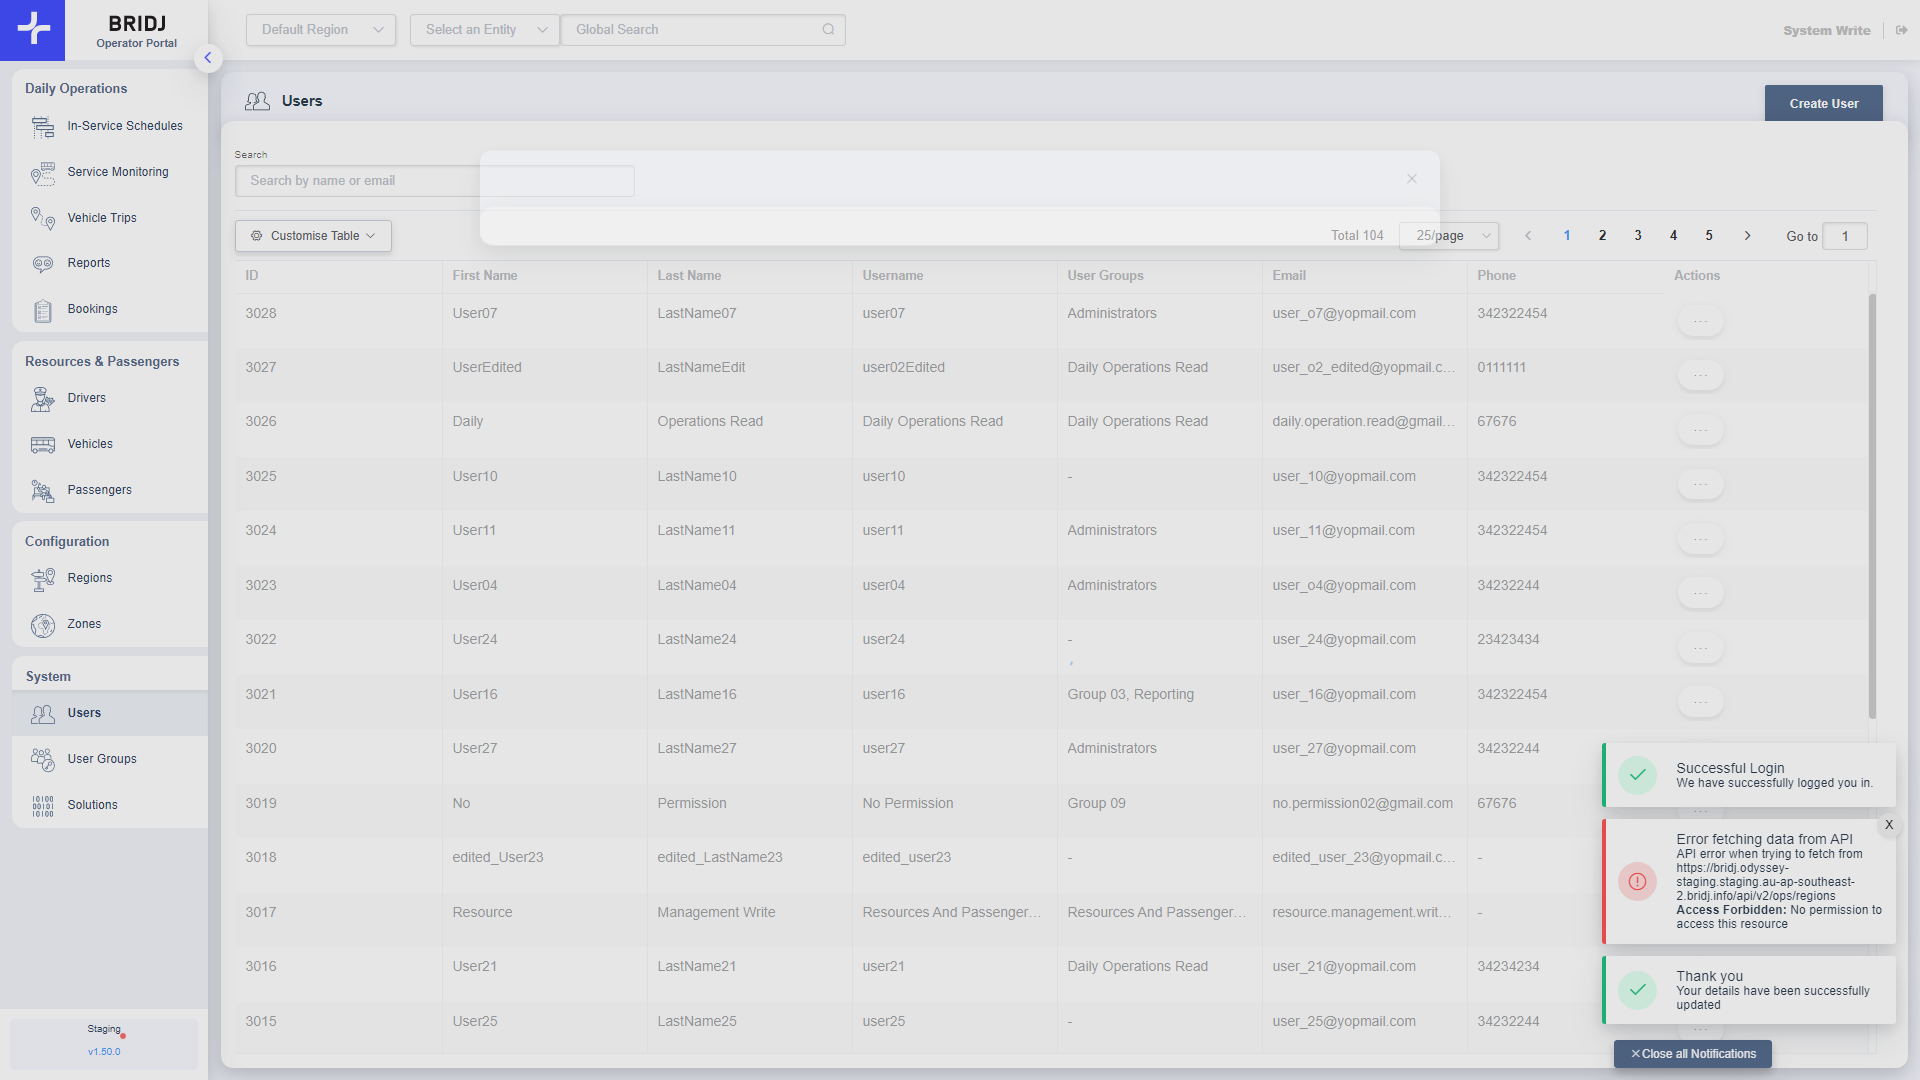 BRIDJ
Operator Portal
Default Region
Select an Entity
Global Search
System Write
Daily Operations
In-Service Schedules
Service Monitoring
Vehicle Trips
Reports
Bookings
Resources & Passengers
Drivers
Vehicles
Passengers
Configuration
Regions
Zones
System
Users
User Groups
Solutions
Staging
v1.50.0
Users
Create User
Search
Search by name or email
Customise Table
Total 104
25/page
1 2 3 4 5
Go to 1
ID First Name Last Name Username User Groups Email Phone Actions
3028 User07 LastName07 user07 Administrators user_o7@yopmail.com 342322454 ...
3027 UserEdited LastNameEdit user02Edited Daily Operations Read user_o2_edited@yopmail.c... 0111111 ...
3026 Daily Operations Read Daily Operations Read Daily Operations Read daily.operation.read@gmail... 67676 ...
3025 User10 LastName10 user10 - user_10@yopmail.com 342322454 ...
3024 User11 LastName11 user11 Administrators user_11@yopmail.com 342322454 ...
3023 User04 LastName04 user04 Administrators user_o4@yopmail.com 34232244 ...
3022 User24 LastName24 user24 - user_24@yopmail.com 23423434 ...
,
3021 User16 LastName16 user16 Group 03, Reporting user_16@yopmail.com 342322454 ...
3020 User27 LastName27 user27 Administrators user_27@yopmail.com 34232244
3019 No Permission No Permission Group 09 no.permission02@gmail.com 67676 ...
3018 edited_User23 edited_LastName23 edited_user23 - edited_user_23@yopmail.c... -
3017 Resource Management Write Resources And Passenger... Resources And Passenger... resource.management.writ... -
3016 User21 LastName21 user21 Daily Operations Read user_21@yopmail.com 34234234
3015 User25 LastName25 user25 - user_25@yopmail.com 34232244 ...
Successful Login
We have successfully logged you in.
X
Error fetching data from API
API error when trying to fetch from
https://bridj.odyssey-
staging.staging.au-ap-southeast-
2.bridj.info/api/v2/ops/regions
Access Forbidden: No permission to
access this resource
Thank you
Your details have been successfully
updated
×Close all Notifications